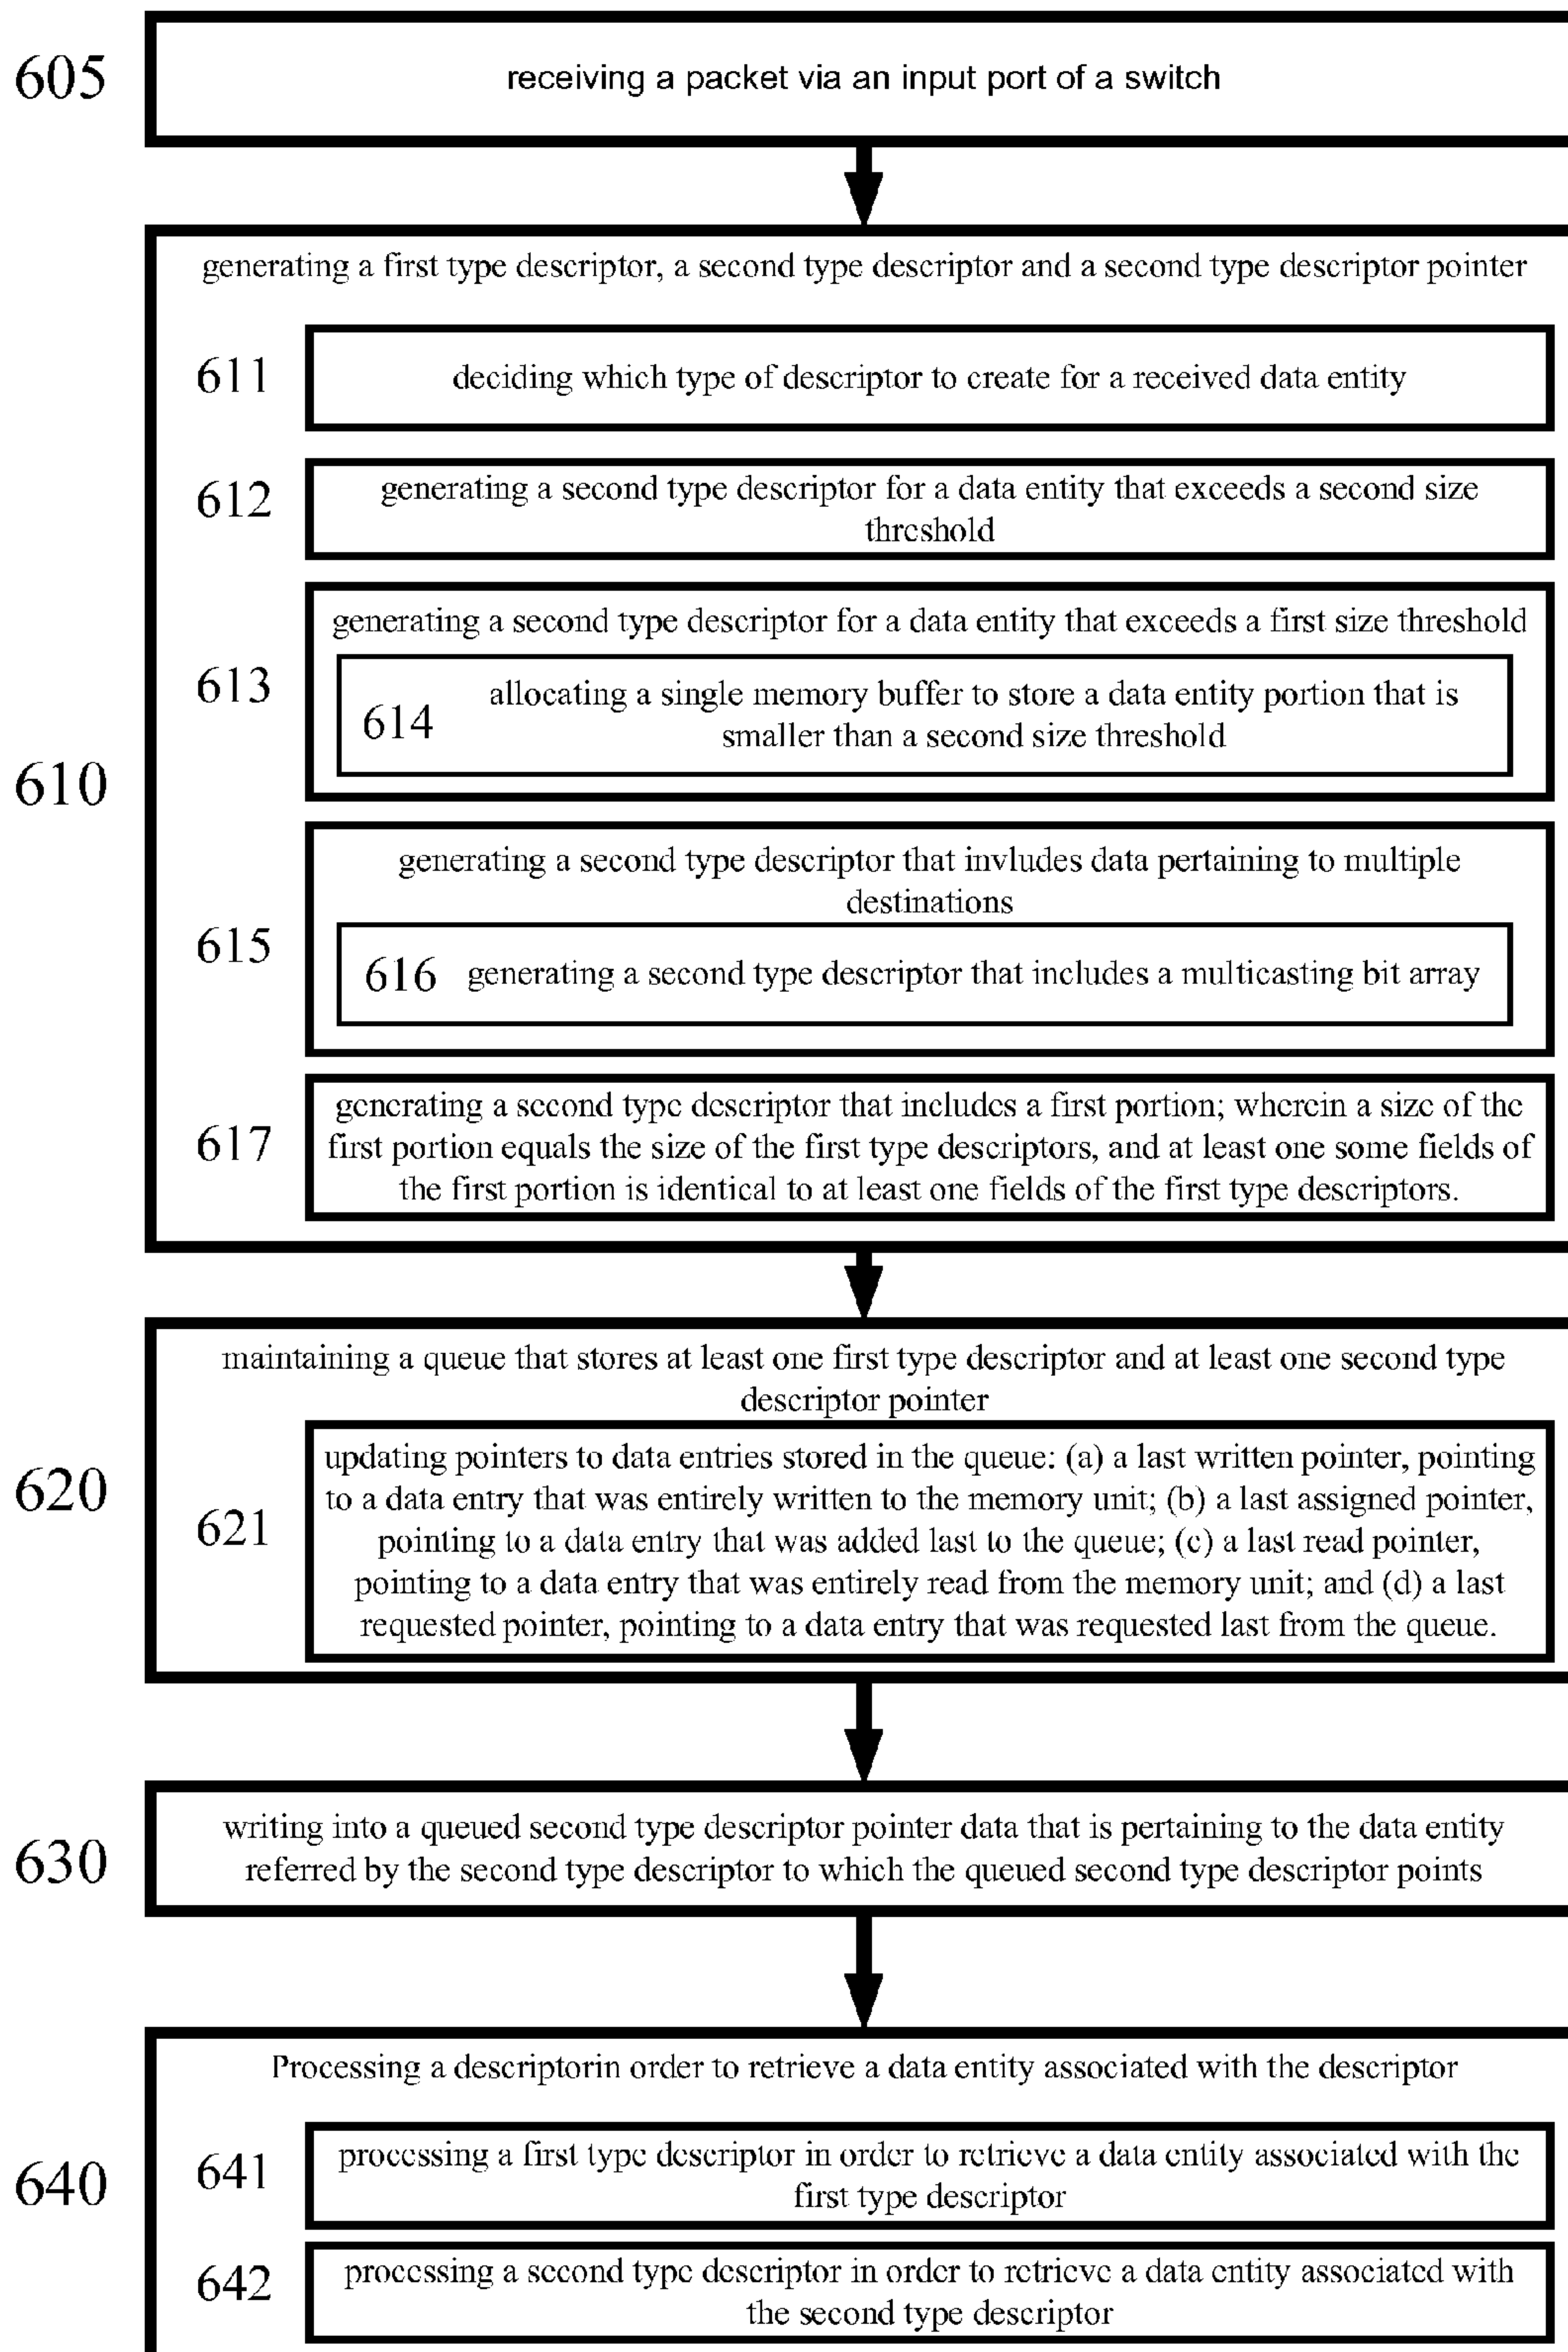 605
receiving a packet via an input port of a switch
610
generating a first type descriptor, a second type descriptor and a second type descriptor pointer
611
deciding which type of descriptor to create for a received data entity
612
generating a second type descriptor for a data entity that exceeds a second size
threshold
613
generating a second type descriptor for a data entity that exceeds a first size threshold
614
allocating a single memory buffer to store a data entity portion that is
smaller than a second size threshold
615
generating a second type descriptor that invludes data pertaining to multiple
destinations
616 generating a second type descriptor that includes a multicasting bit array
617
generating a second type descriptor that includes a first portion; wherein a size of the
first portion equals the size of the first type descriptors, and at least one some fields of
the first portion is identical to at least one fields of the first type descriptors.
620
maintaining a queue that stores at least one first type descriptor and at least one second type
descriptor pointer
621
updating pointers to data entries stored in the queue: (a) a last written pointer, pointing
to a data entry that was entirely written to the memory unit; (b) a last assigned pointer,
pointing to a data entry that was added last to the queue; (c) a last read pointer,
pointing to a data entry that was entirely read from the memory unit; and (d) a last
requested pointer, pointing to a data entry that was requested last from the queue.
630
writing into a queued second type descriptor pointer data that is pertaining to the data entity
referred by the second type descriptor to which the queued second type descriptor points
640
Processing a descriptorin order to retrieve a data entity associated with the descriptor
641
processing a first type descriptor in order to retrieve a data entity associated with the
first type descriptor
642
processing a second type descriptor in order to retrieve a data entity associated with
the second type descriptor